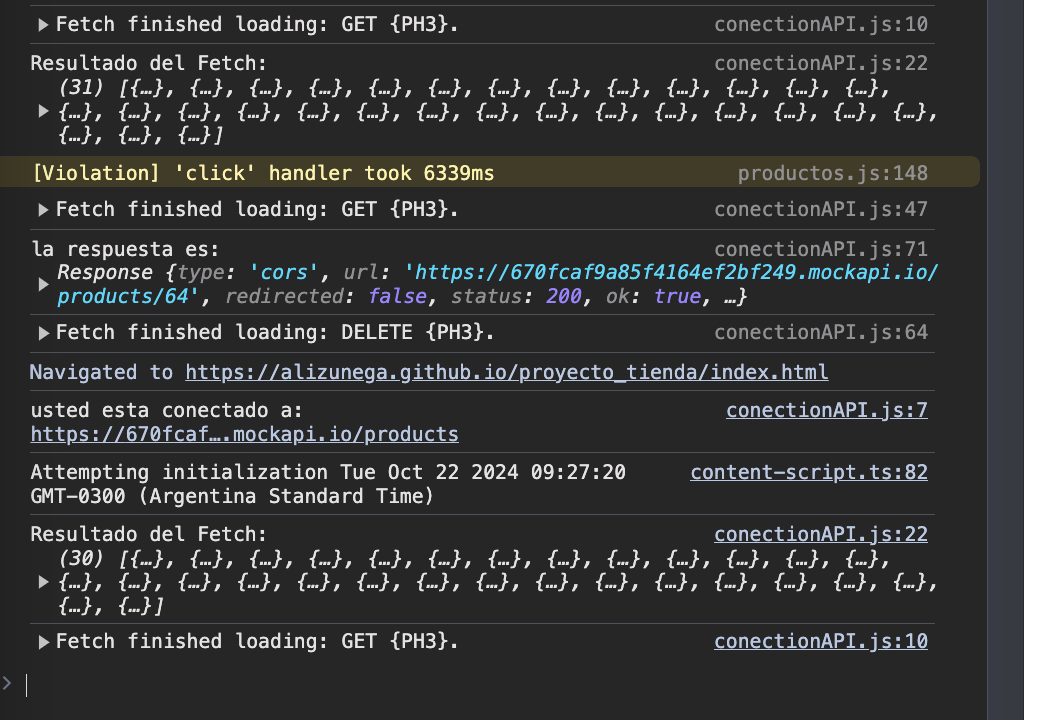 Fetch finished loading: GET {PH3}. conectionAPI.js:10
Resultado del Fetch: conectionAPI.js:22
(31) [{…}, {…}, {…}, {…}, {…}, {…}, {…}, {…}, {…}, {…}, {…}, {…}, {…},
{…}, {…}, {…}, {…}, {…}, {…}, {…}, {…}, {…}, {…}, {…}, {…}, {…}, {…}, {…},
{…}, {…}, {…}]
[Violation] 'click' handler took 6339ms productos.js:148
Fetch finished loading: GET {PH3}. conectionAPI.js:47
la respuesta es: conectionAPI.js:71
Response {type: 'cors', url: 'https://670fcaf9a85f4164ef2bf249.mockapi.io/
products/64', redirected: false, status: 200, ok: true, …}
Fetch finished loading: DELETE {PH3}. conectionAPI.js:64
Navigated to https://alizunega.github.io/proyecto_tienda/index.html
usted esta conectado a: conectionAPI.js:7
https://670fcaf….mockapi.io/products
Attempting initialization Tue Oct 22 2024 09:27:20 content-script.ts:82
GMT-0300 (Argentina Standard Time)
Resultado del Fetch: conectionAPI.js:22
(30) [{…}, {…}, {…}, {…}, {…}, {…}, {…}, {…}, {…}, {…}, {…}, {…}, {…},
{…}, {…}, {…}, {…}, {…}, {…}, {…}, {…}, {…}, {…}, {…}, {…}, {…}, {…}, {…},
{…}, {…}]
Fetch finished loading: GET {PH3}. conectionAPI.js:10